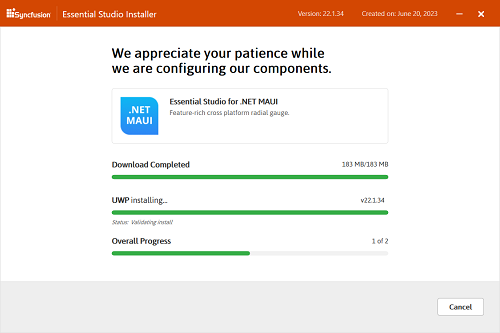 Syncfusion Essential Studio Installer Version: 22.1.34 Created on: June 20, 2023
We appreciate your patience while
we are configuring our components.
.NET
MAUI
Essential Studio for .NET MAUI
Feature-rich cross platform radial gauge.
Download Completed 183 MB/183 MB
UWP installing... v22.1.34
Status: Validating install
Overall Progress 1 of 2
Cancel